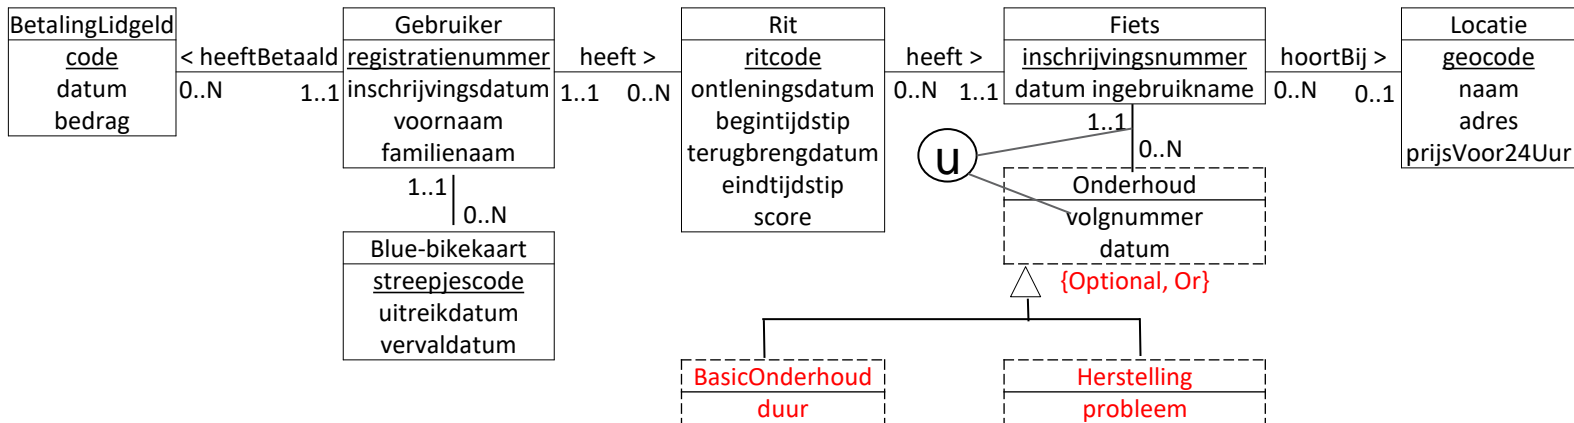 BetalingLidgeld
code
datum
bedrag
< heeftBetaald
0..N
1..1
Gebruiker
registratienummer
inschrijvingsdatum
voornaam
familienaam
heeft >
1..1
0..N
Rit
ritcode
ontleningsdatum
begintijdstip
terugbrengdatum
eindtijdstip
score
heeft >
0..N
1..1
Fiets
inschrijvingsnummer
datum ingebruikname
hoortBij >
0..N
0..1
Locatie
geocode
naam
adres
prijsVoor24Uur
1..1
0..N
Blue-bikekaart
streepjescode
uitreikdatum
vervaldatum
1..1
0..N
u
Onderhoud
volgnummer
datum
{Optional, Or}
BasicOnderhoud
duur
Herstelling
probleem